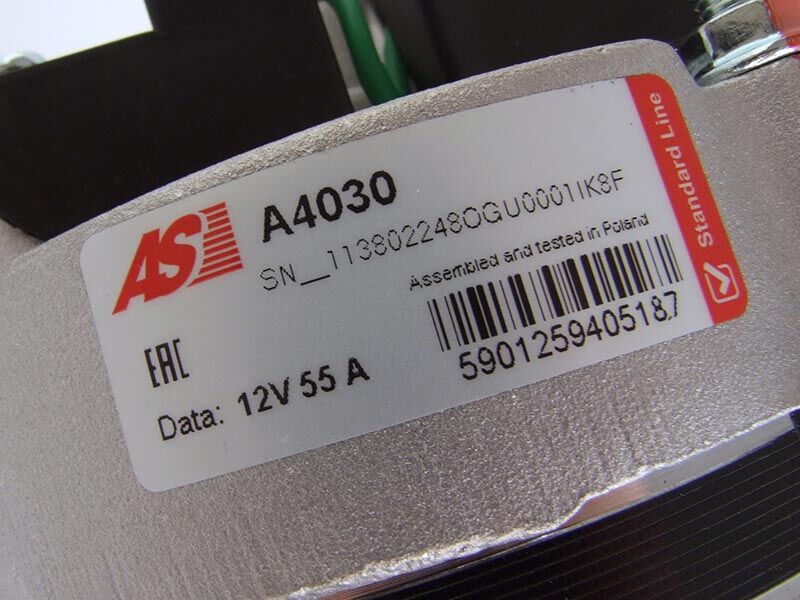 AS
A4030
SN__113802248OGU0001IK8F
Assembled and tested in Poland
5901259405187
EAC
Data: 12V 55 A
Standard Line